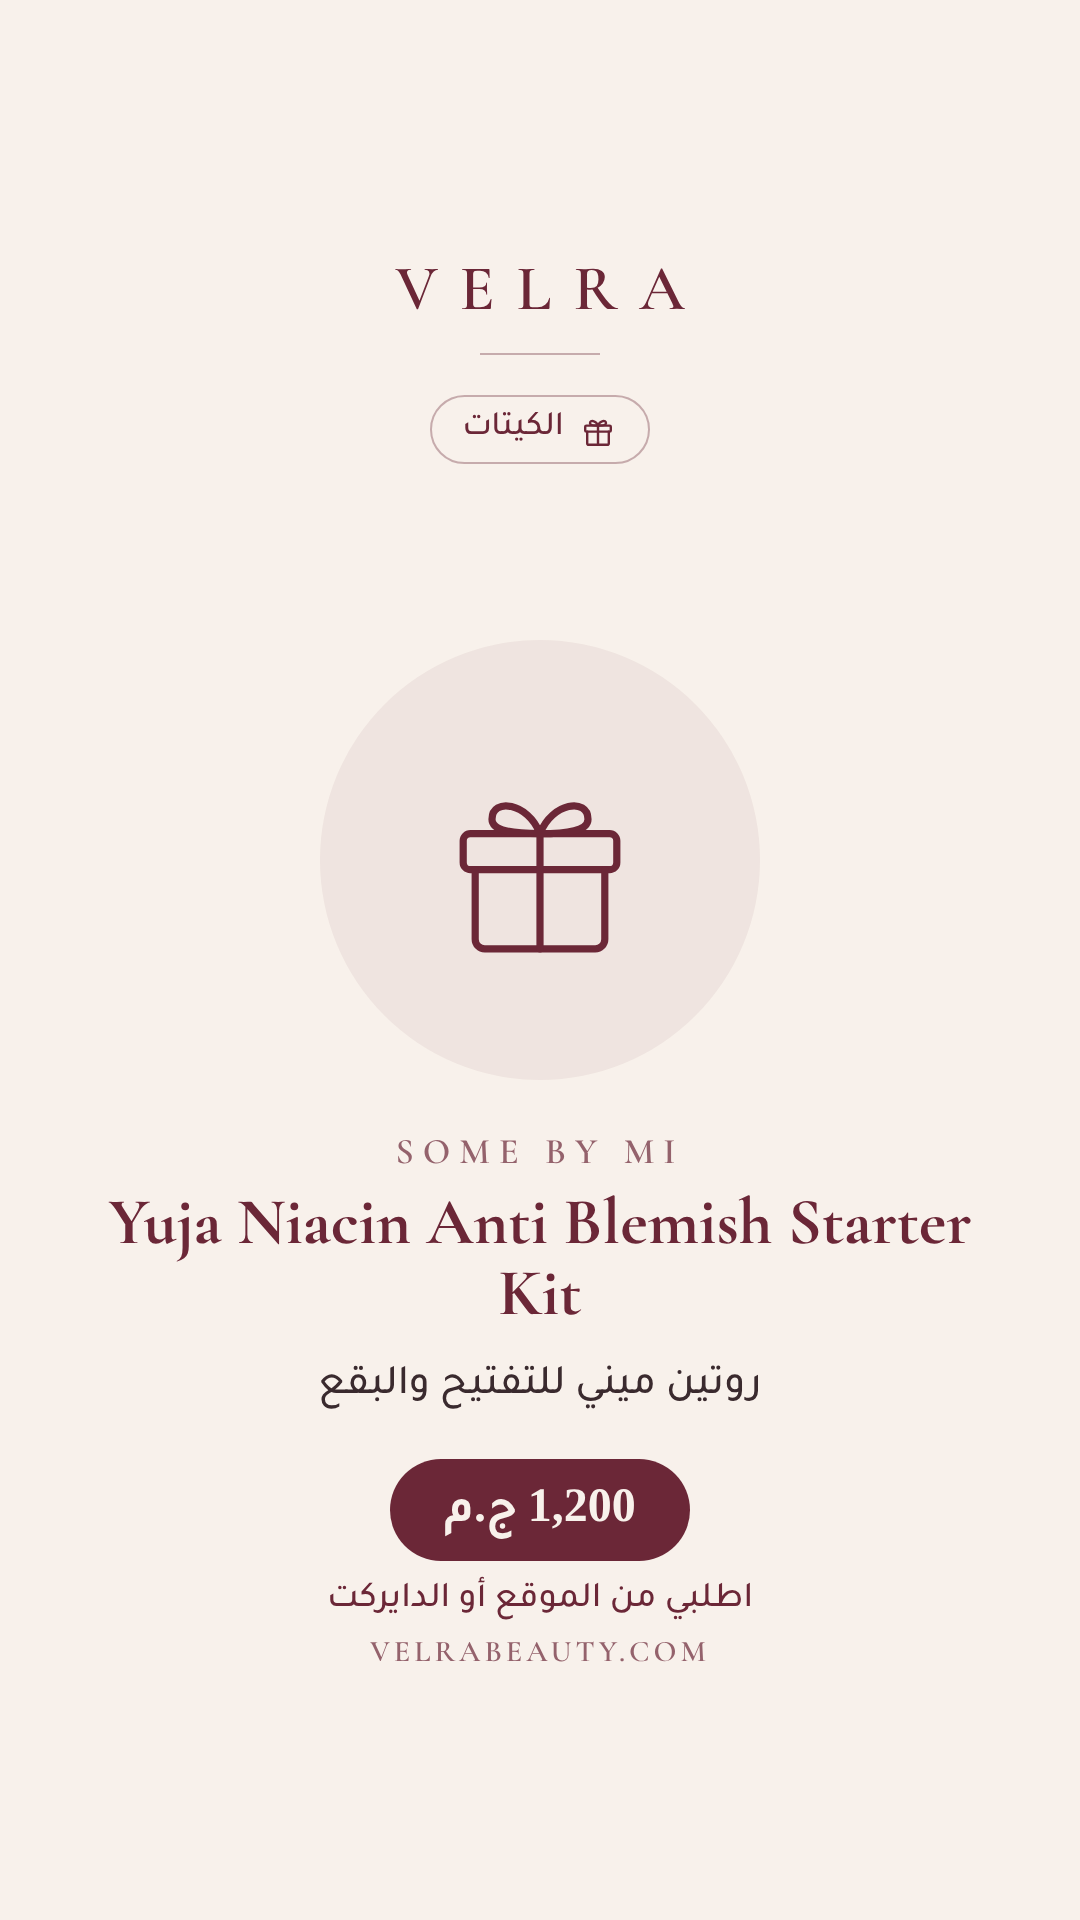 VELRA
الكيتات
SOME BY MI
Yuja Niacin Anti Blemish Starter
Kit
روتين ميني للتفتيح والبقع
1,200 ج.م
اطلبي من الموقع أو الدايركت
VELRABEAUTY.COM